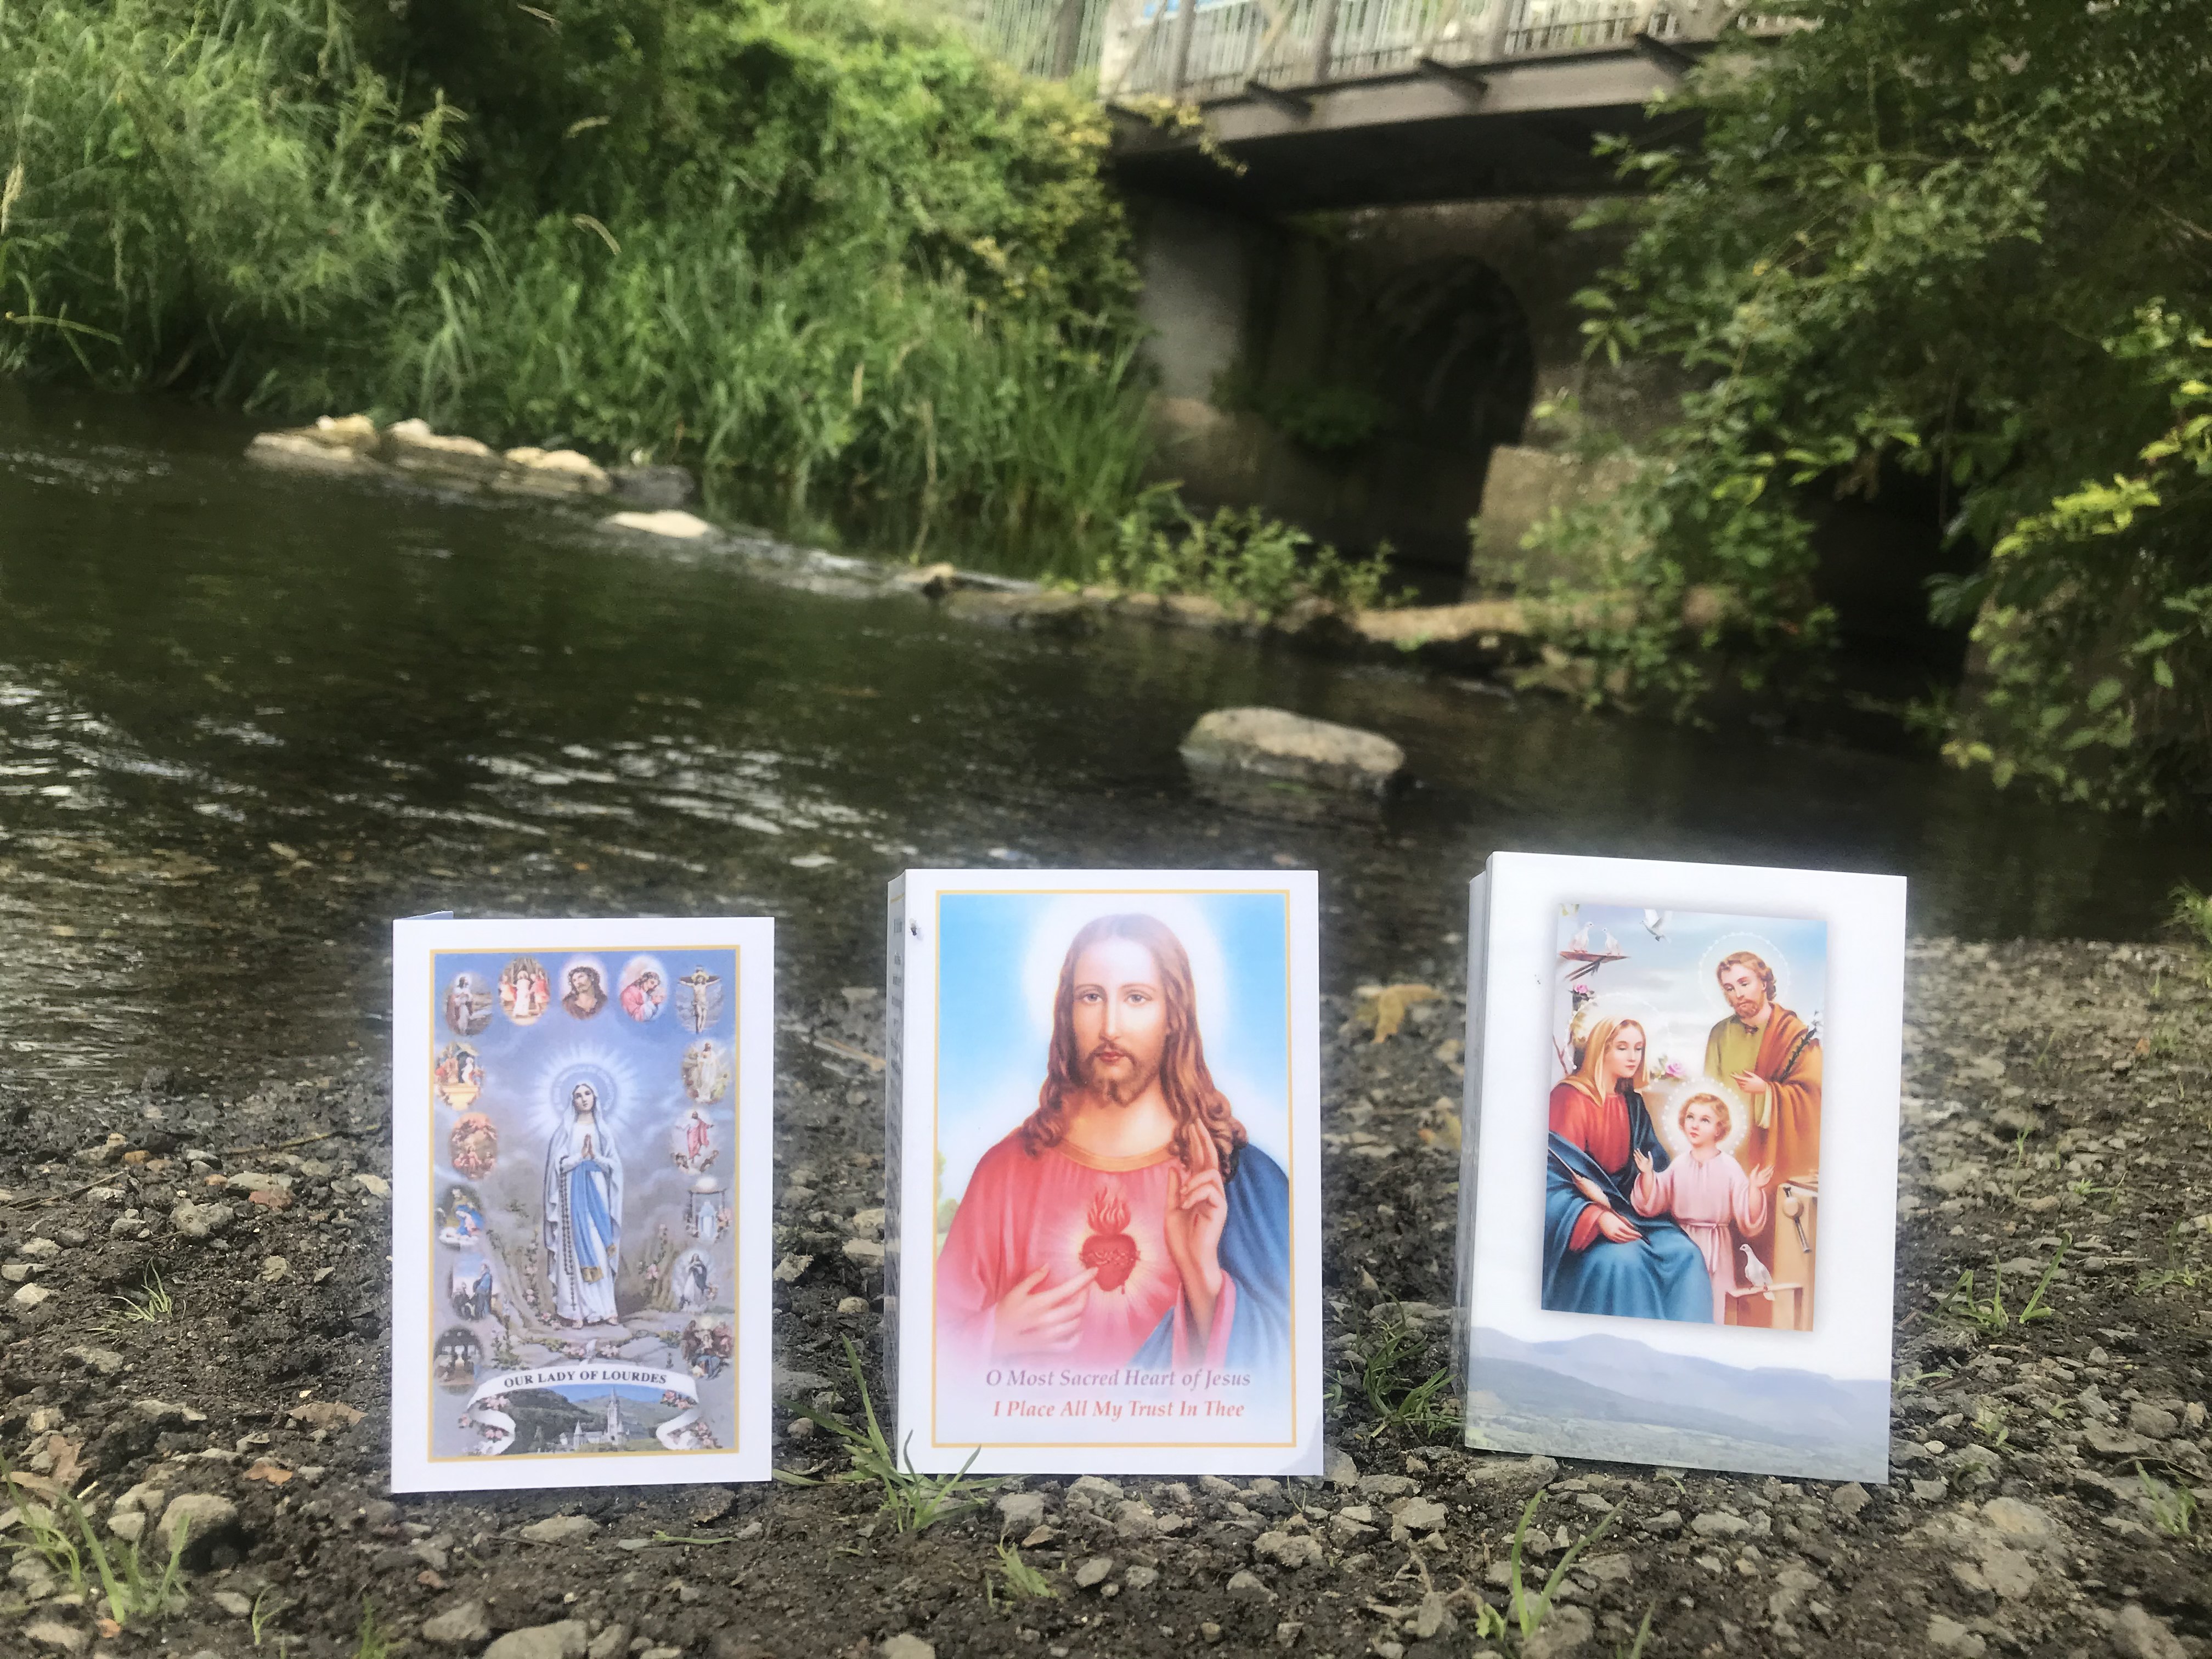 OUR LADY OF LOURDES
O Most Sacred Heart of Jesus
I Place All My Trust In Thee